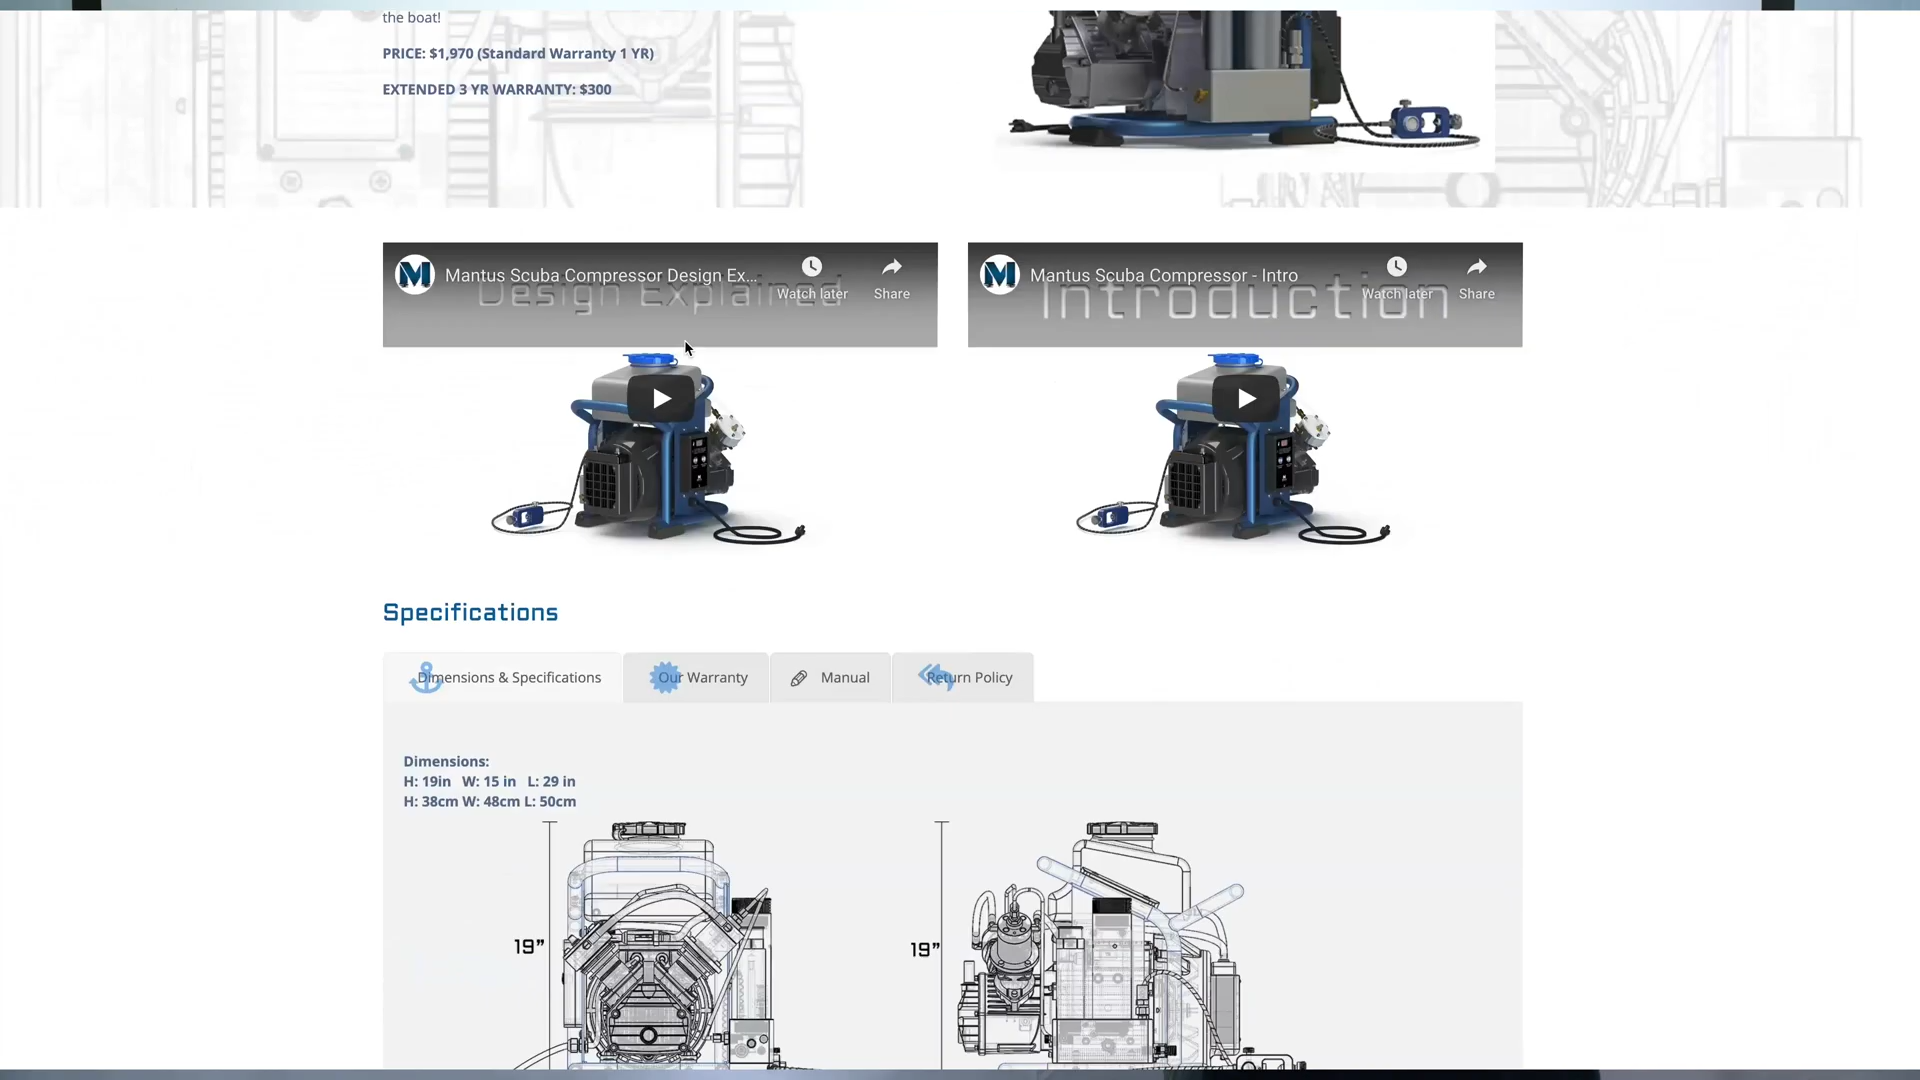 the boat!
PRICE: $1,970 (Standard Warranty 1 YR)
EXTENDED 3 YR WARRANTY: $300
Mantus Scuba Compressor Design Ex...
Watch later
Share
Design Explained
Mantus Scuba Compressor - Intro
Watch later
Share
Introduction
Specifications
Dimensions & Specifications
Our Warranty
Manual
Return Policy
Dimensions:
H: 19in W: 15 in L: 29 in
H: 38cm W: 48cm L: 50cm
19”
19”